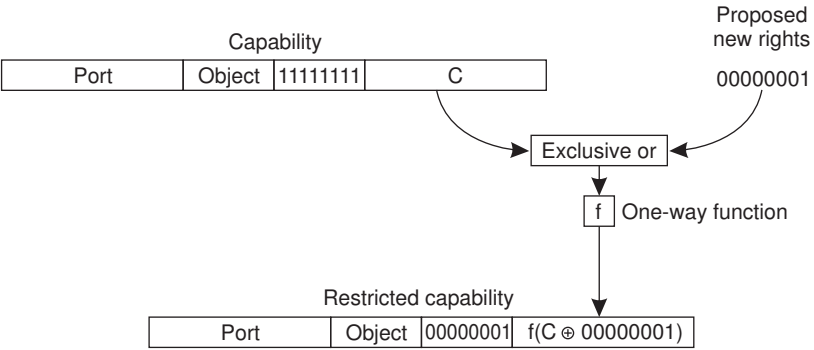 Proposed
new rights
Capability
Port Object 11111111 C
00000001
Exclusive or
f One-way function
Restricted capability
Port Object 00000001 f(C ⊕ 00000001)